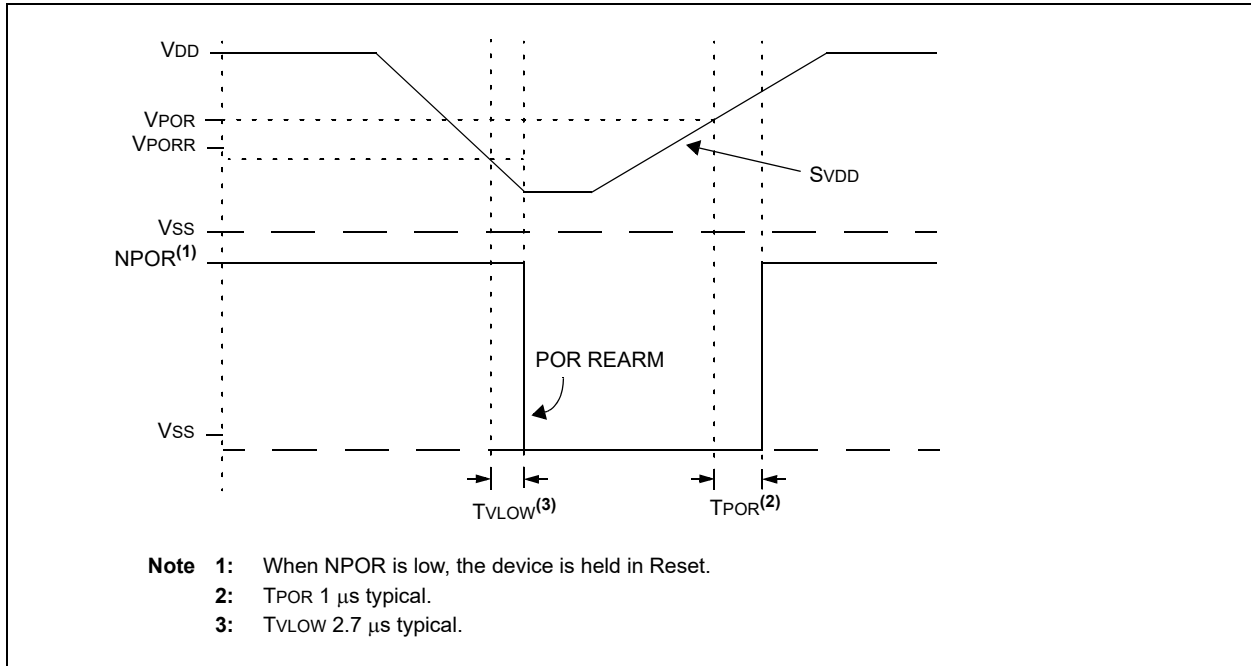 VDD
VPOR
VPORR
SVDD
VSS
NPOR(1)
POR REARM
VSS
TVLOW(3)
TPOR(2)
Note 1: When NPOR is low, the device is held in Reset.
2: TPOR 1 μs typical.
3: TVLOW 2.7 μs typical.